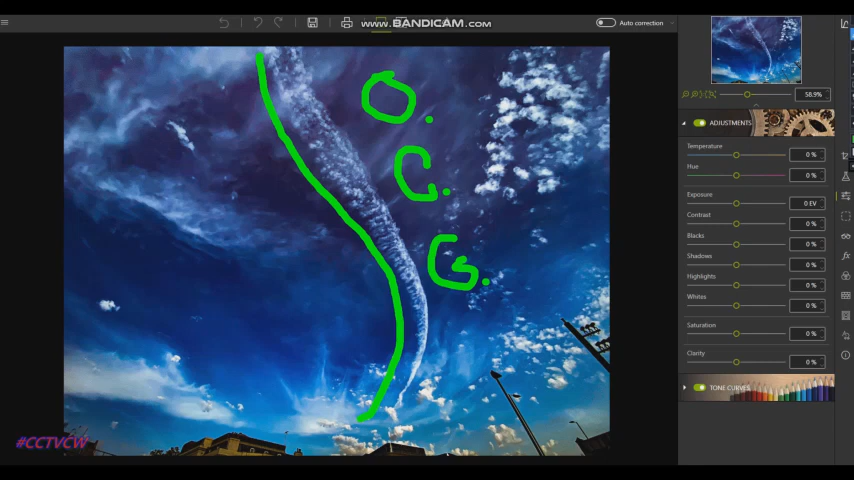 www.BANDICAM.com
Auto correction
O.
C.
G.
58.9%
ADJUSTMENTS
Temperature
0 %
Hue
0 %
Exposure
0 EV
Contrast
0 %
Blacks
0 %
Shadows
0 %
Highlights
0 %
Whites
0 %
Saturation
0 %
Clarity
0 %
TONE CURVES
#CCTVCW